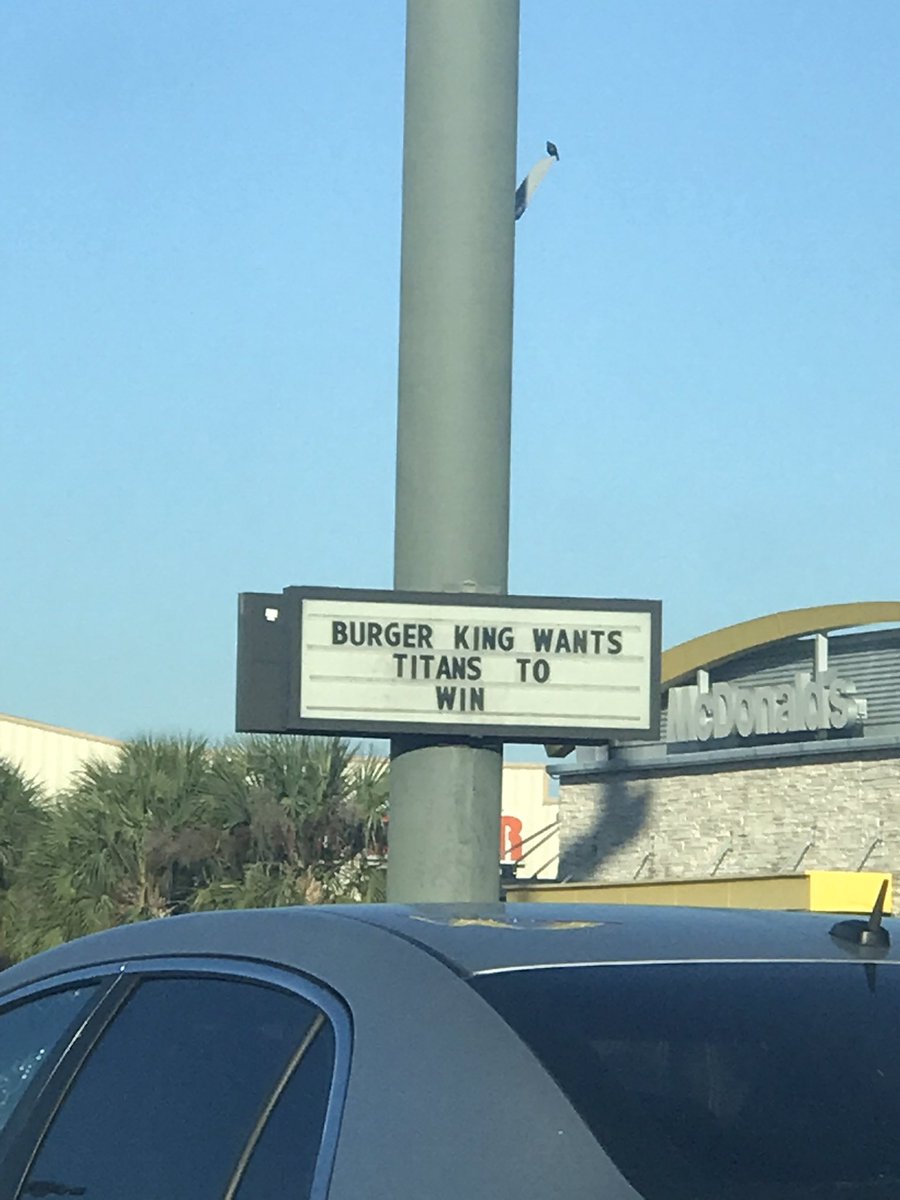 BURGER KING WANTS
TITANS TO
WIN
McDonald's
R